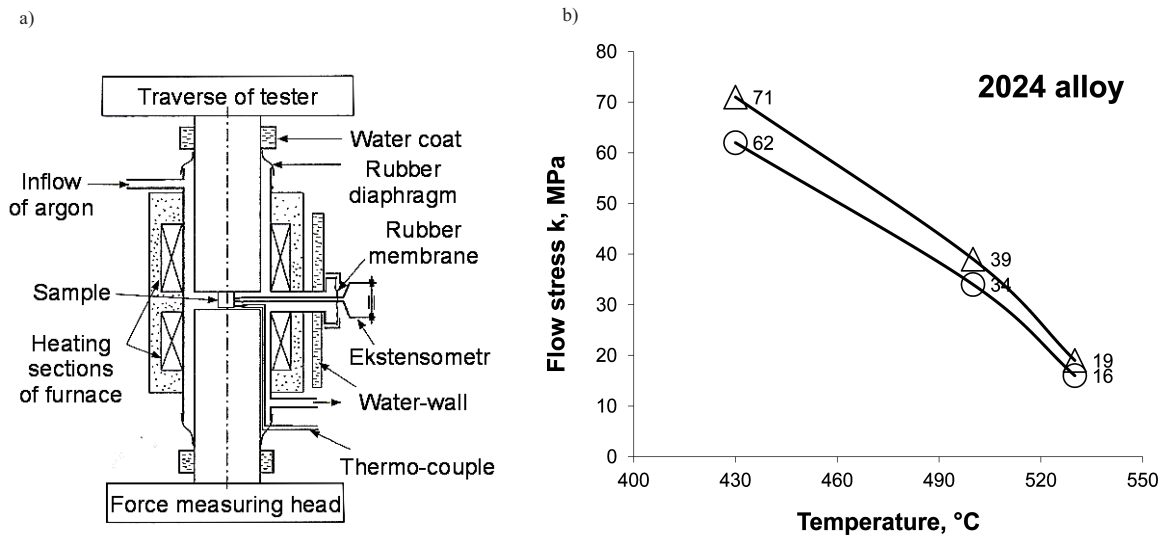 a)
Traverse of tester
Water coat
Rubber
diaphragm
Inflow
of argon
Rubber
membrane
Sample
Ekstensometr
Heating
sections
of furnace
Water-wall
Thermo-couple
Force measuring head
b)
2024 alloy
Flow stress k, MPa
80
70
60
50
40
30
20
10
0
71
62
39
34
19
16
400
430
460
490
520
550
Temperature, °C